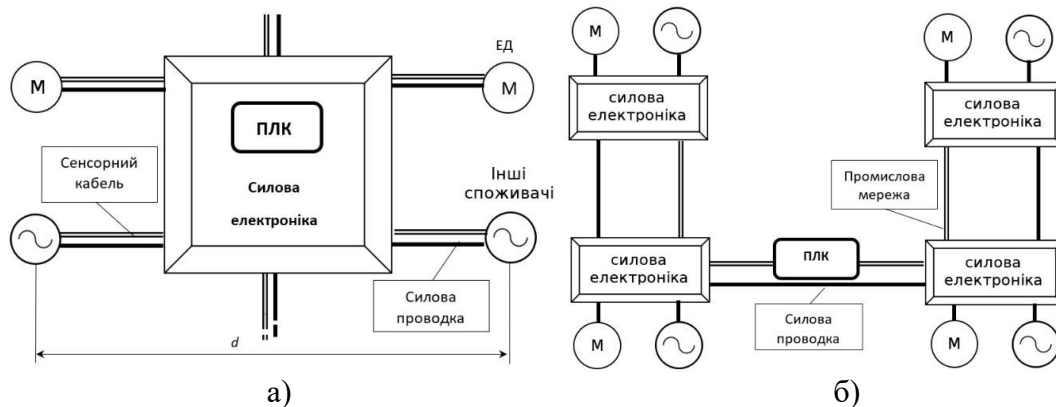 ЕД
М
М
ПЛК
Сенсорний
кабель
Силова
електроніка
Інші
споживачі
Силова
проводка
d
а)
М
силова
електроніка
М
силова
електроніка
Промислова
мережа
силова
електроніка
ПЛК
силова
електроніка
М
Силова
проводка
М
б)